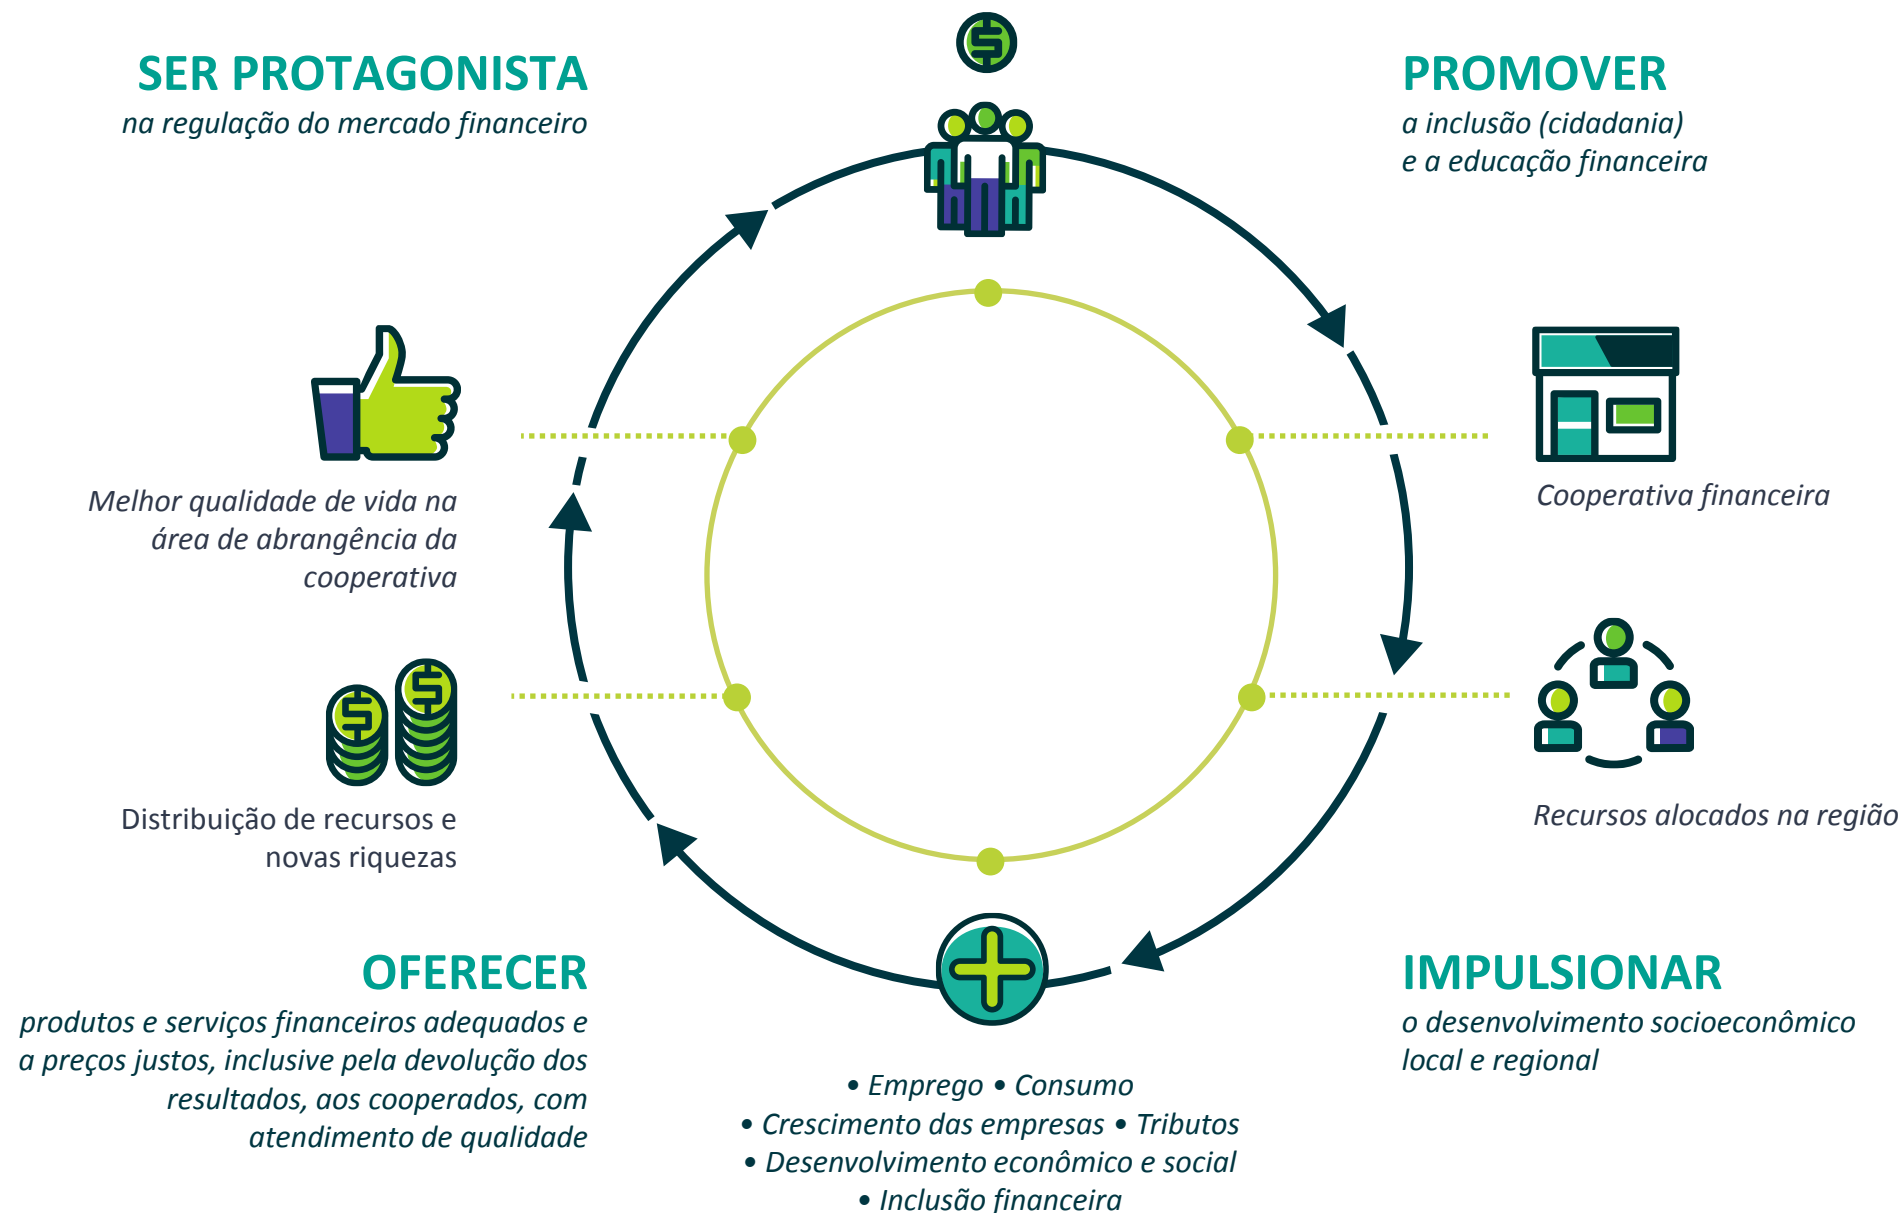 SER PROTAGONISTA
na regulação do mercado financeiro
PROMOVER
a inclusão (cidadania)
e a educação financeira
Melhor qualidade de vida na
área de abrangência da
cooperativa
Cooperativa financeira
Distribuição de recursos e
novas riquezas
Recursos alocados na região
OFERECER
produtos e serviços financeiros adequados e
a preços justos, inclusive pela devolução dos
resultados, aos cooperados, com
atendimento de qualidade
• Emprego • Consumo
• Crescimento das empresas • Tributos
• Desenvolvimento econômico e social
• Inclusão financeira
IMPULSIONAR
o desenvolvimento socioeconômico
local e regional